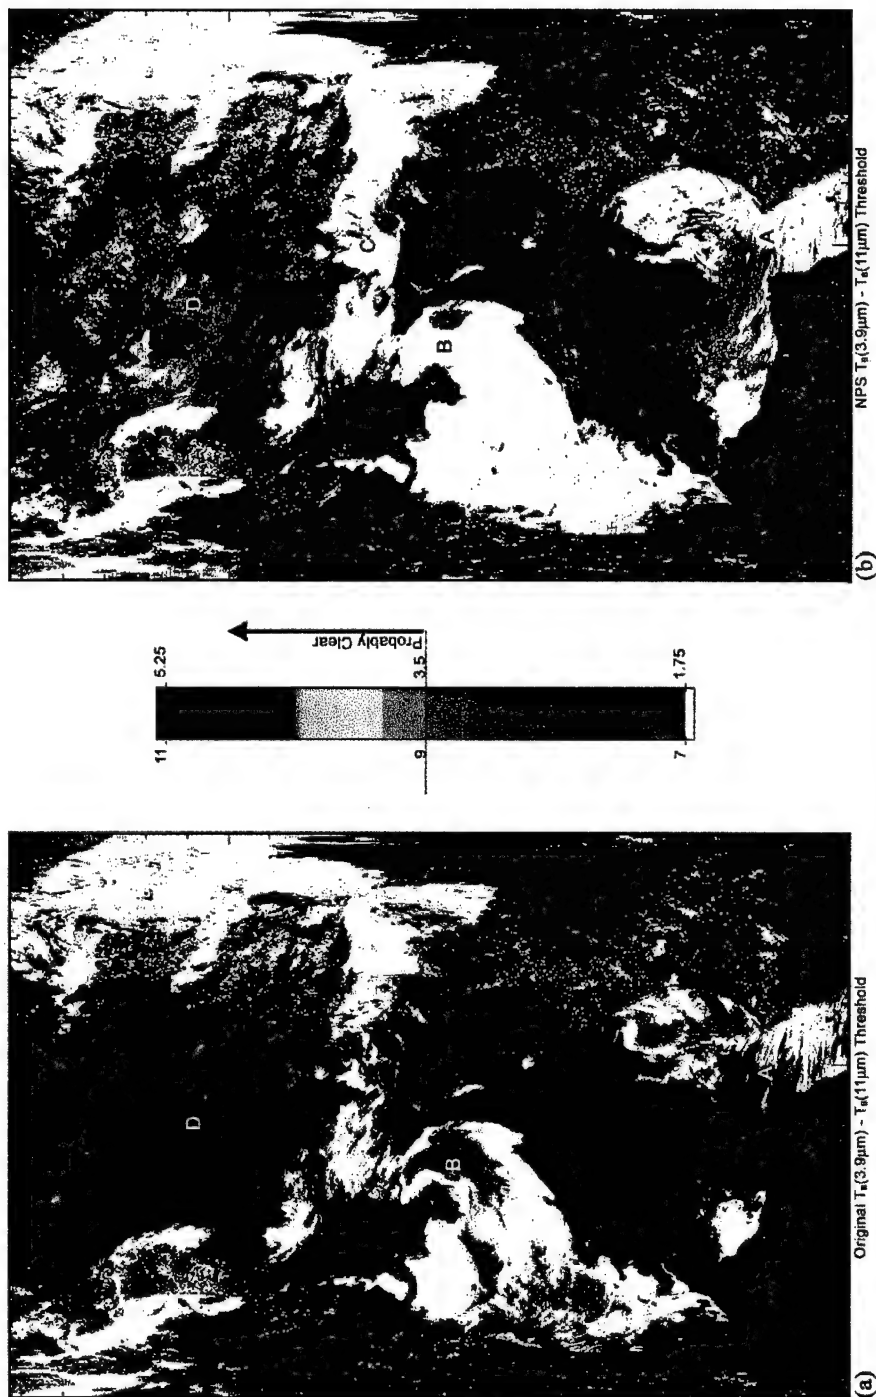 D
B
A
(a)
Original T_B(3.9µm) - T_B(11µm) Threshold
11
5.25
9
3.5
7
1.75
Probably Clear
D
C
B
A
(b)
NPS T_B(3.9µm) - T_B(11µm) Threshold